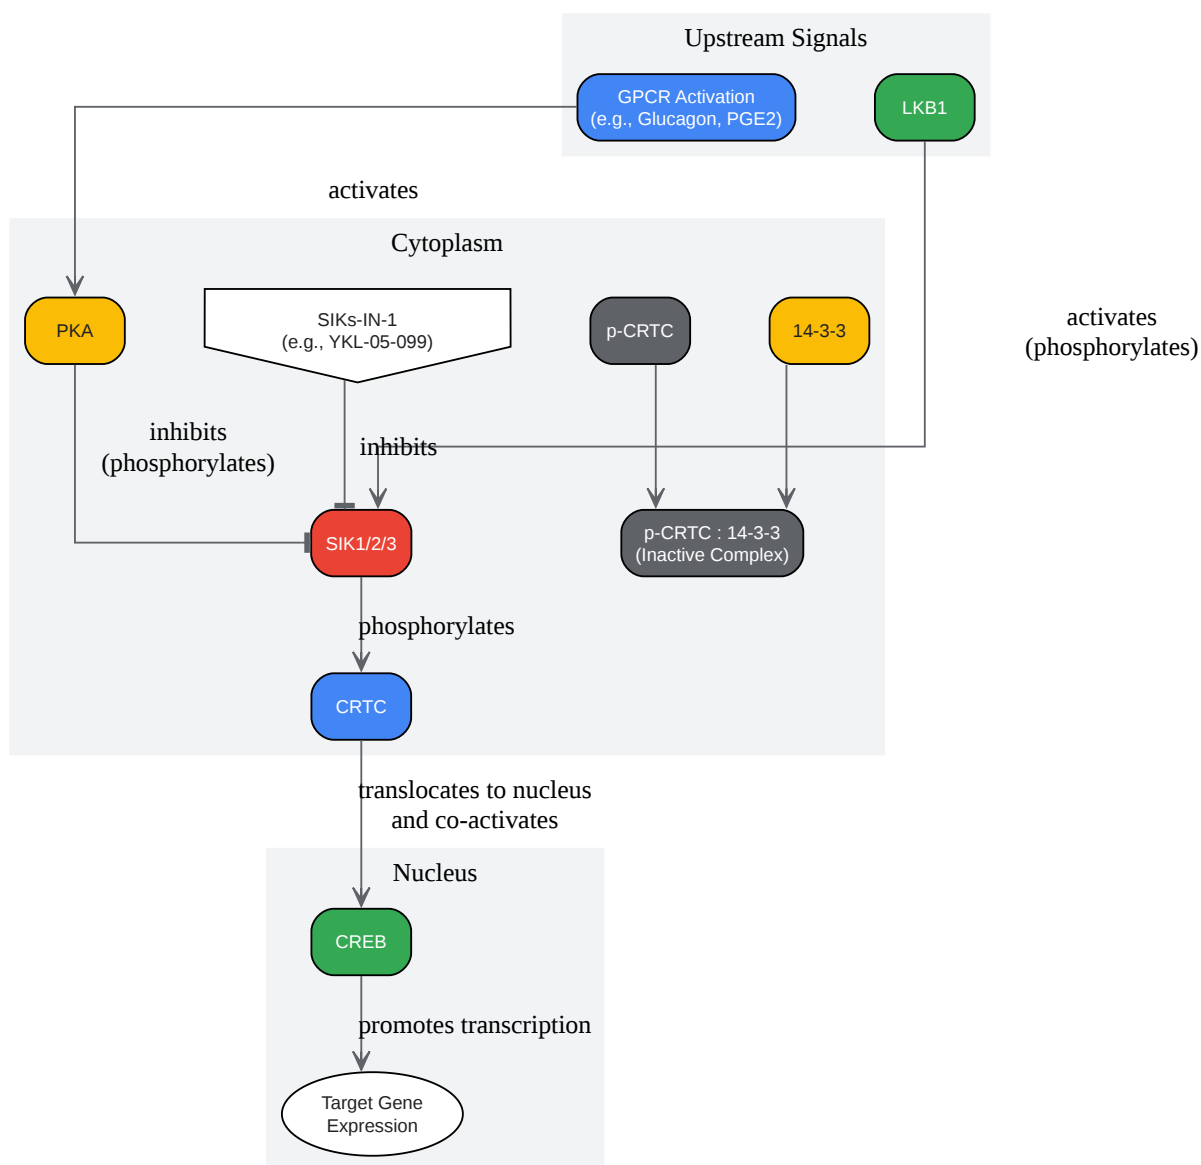 Upstream Signals
GPCR Activation
(e.g., Glucagon, PGE2)
LKB1
activates
Cytoplasm
PKA
SIKs-IN-1
(e.g., YKL-05-099)
p-CRTC
14-3-3
activates
(phosphorylates)
inhibits
(phosphorylates)
inhibits
SIK1/2/3
p-CRTC : 14-3-3
(Inactive Complex)
phosphorylates
CRTC
translocates to nucleus
and co-activates
Nucleus
CREB
promotes transcription
Target Gene
Expression